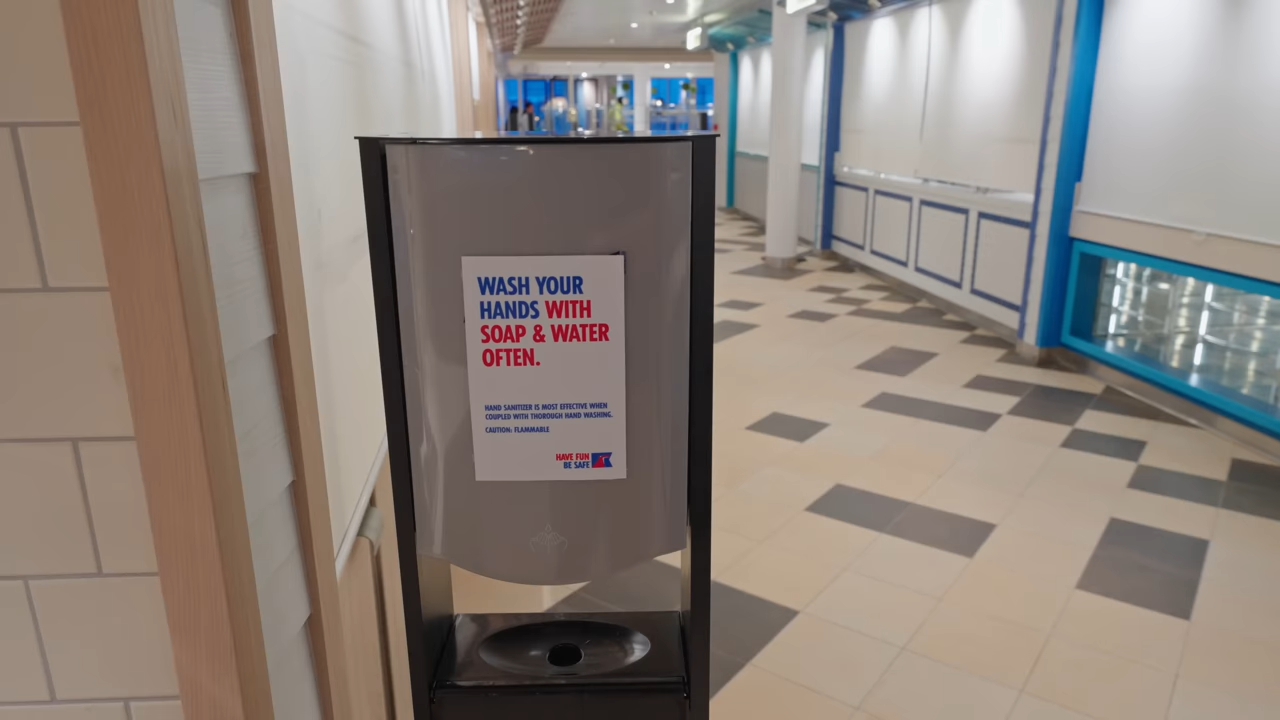 WASH YOUR
HANDS WITH
SOAP & WATER
OFTEN.
HAND SANITIZER IS MOST EFFECTIVE WHEN
COUPLED WITH THOROUGH HAND WASHING.
CAUTION: FLAMMABLE
HAVE FUN
BE SAFE